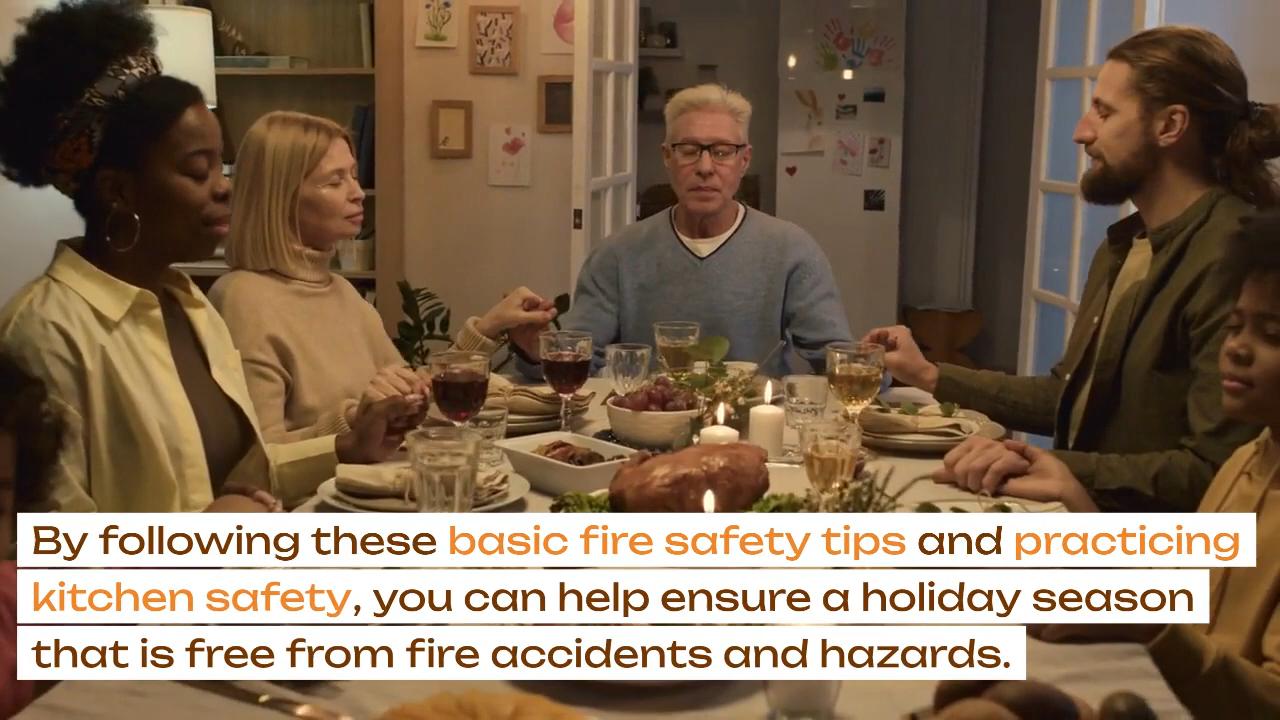 By following these basic fire safety tips and practicing
kitchen safety, you can help ensure a holiday season
that is free from fire accidents and hazards.